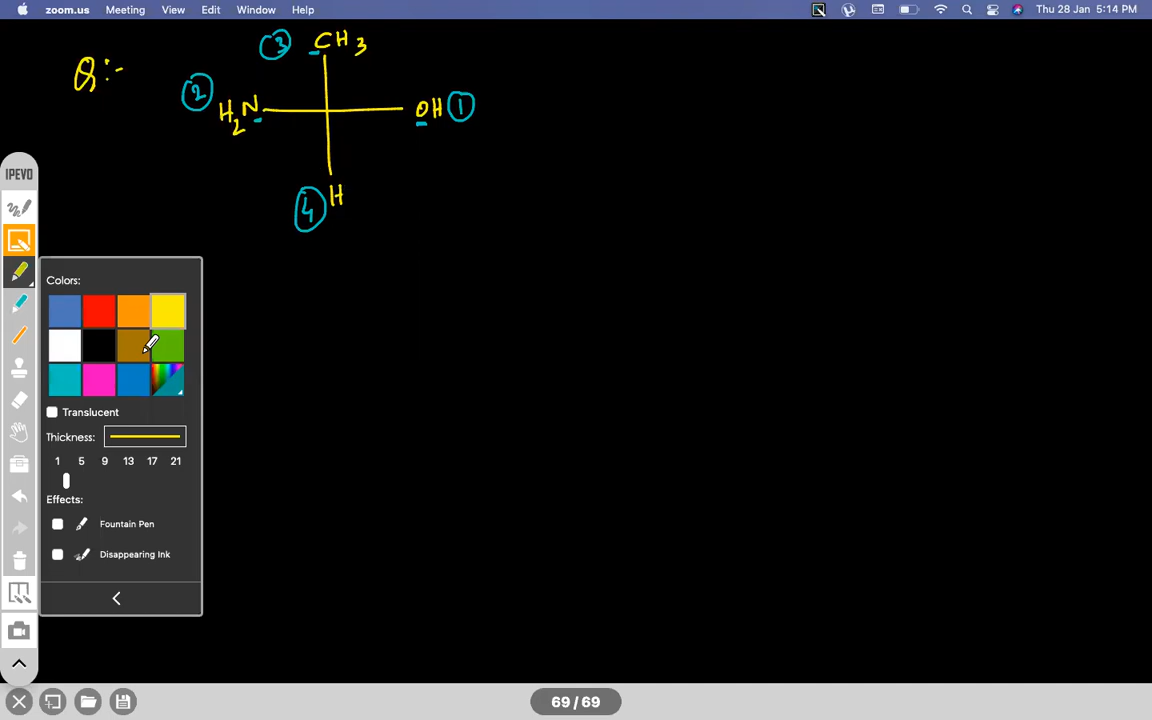 zoom.us Meeting View Edit Window Help Thu 28 Jan 5:14 PM
Q:-
③ CH3
② H2N OH ①
④ H
IPEVO
Colors:
Translucent
Thickness:
1 5 9 13 17 21
Effects:
Fountain Pen
Disappearing Ink
69 / 69